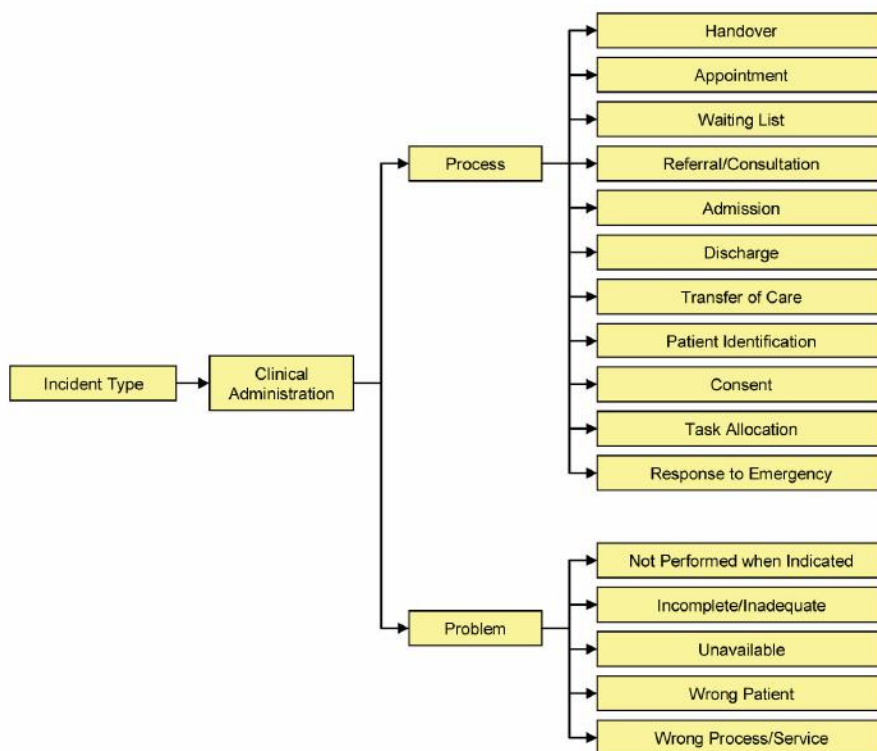 Handover
Appointment
Waiting List
Process
Referral/Consultation
Admission
Discharge
Transfer of Care
Patient Identification
Incident Type
Clinical
Administration
Consent
Task Allocation
Response to Emergency
Not Performed when Indicated
Incomplete/Inadequate
Problem
Unavailable
Wrong Patient
Wrong Process/Service